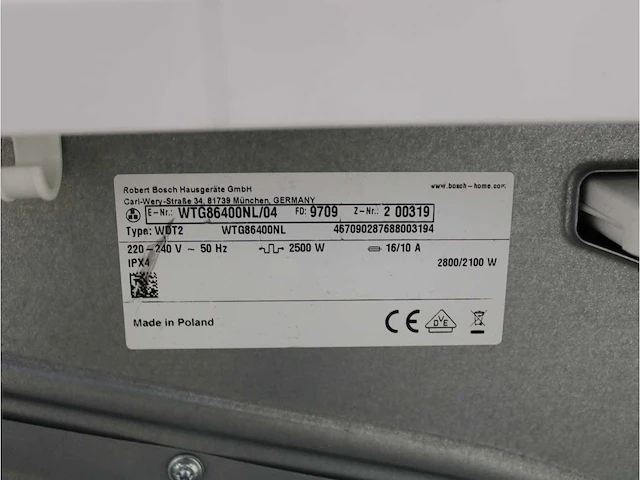 Robert Bosch Hausgeräte GmbH
www.bosch-home.com
Carl-Wery-Straße 34, 81739 München, GERMANY
E-Nr.: WTG86400NL/04 FD: 9709 Z-Nr.: 2 00319
Type: WDT2 WTG86400NL 467090287688003194
220-240 V ~ 50 Hz 2500 W 16/10 A
IPX4 2800/2100 W
Made in Poland CE DVE